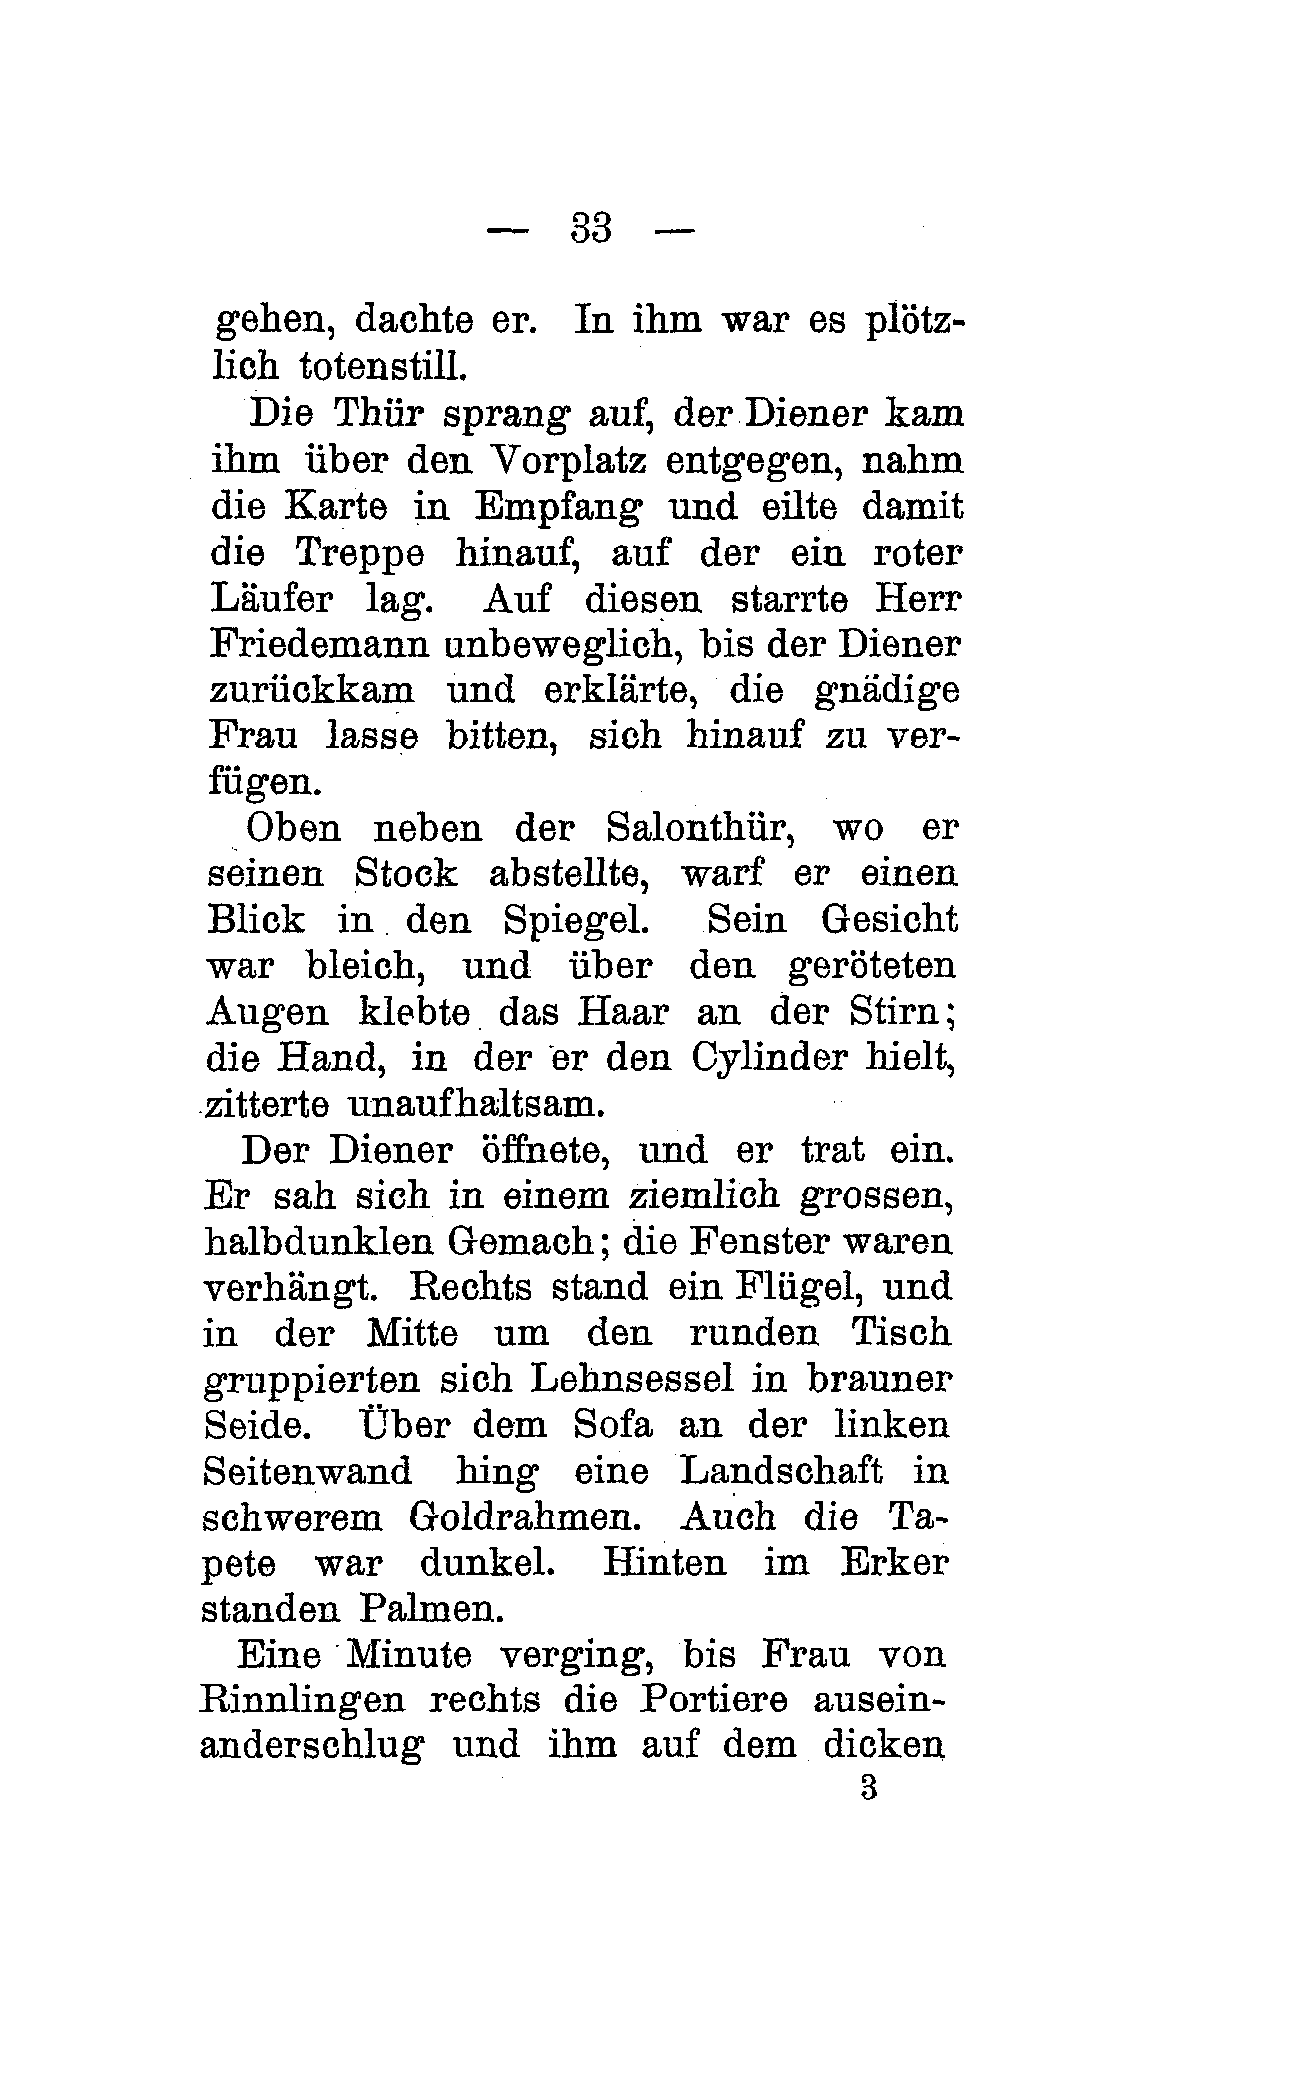 — 33 —
gehen, dachte er. In ihm war es plötz-
lich totenstill.
Die Thür sprang auf, der Diener kam
ihm über den Vorplatz entgegen, nahm
die Karte in Empfang und eilte damit
die Treppe hinauf, auf der ein roter
Läufer lag. Auf diesen starrte Herr
Friedemann unbeweglich, bis der Diener
zurückkam und erklärte, die gnädige
Frau lasse bitten, sich hinauf zu ver-
fügen.
Oben neben der Salonthür, wo er
seinen Stock abstellte, warf er einen
Blick in den Spiegel. Sein Gesicht
war bleich, und über den geröteten
Augen klebte das Haar an der Stirn;
die Hand, in der er den Cylinder hielt,
zitterte unaufhaltsam.
Der Diener öffnete, und er trat ein.
Er sah sich in einem ziemlich grossen,
halbdunklen Gemach; die Fenster waren
verhängt. Rechts stand ein Flügel, und
in der Mitte um den runden Tisch
gruppierten sich Lehnsessel in brauner
Seide. Über dem Sofa an der linken
Seitenwand hing eine Landschaft in
schwerem Goldrahmen. Auch die Ta-
pete war dunkel. Hinten im Erker
standen Palmen.
Eine Minute verging, bis Frau von
Rinnlingen rechts die Portiere ausein-
anderschlug und ihm auf dem dicken
3